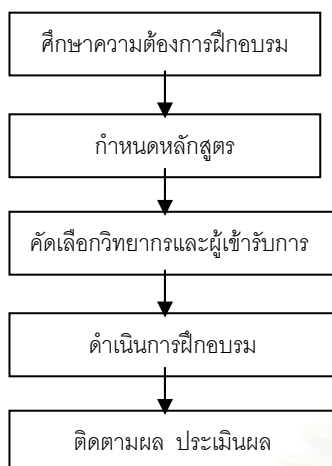 ศึกษาความต้องการฝึกอบรม
กำหนดหลักสูตร
คัดเลือกวิทยากรและผู้เข้ารับการ
ดำเนินการฝึกอบรม
ติดตามผล ประเมินผล